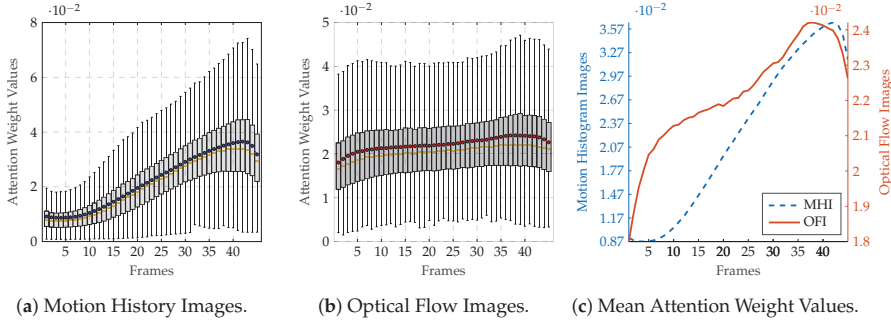 ·10⁻²
8
6
4
2
0
Attention Weight Values
5 10 15 20 25 30 35 40
Frames
(a) Motion History Images.
·10⁻²
5
4
3
2
1
0
Attention Weight Values
5 10 15 20 25 30 35 40
Frames
(b) Optical Flow Images.
·10⁻²
3.57
3.27
2.97
2.67
2.37
2.07
1.77
1.47
1.17
0.87
Motion Histogram Images
·10⁻²
2.4
2.3
2.2
2.1
2
1.9
1.8
Optical Flow Images
MHI
OFI
5 10 15 20 25 30 35 40
Frames
(c) Mean Attention Weight Values.